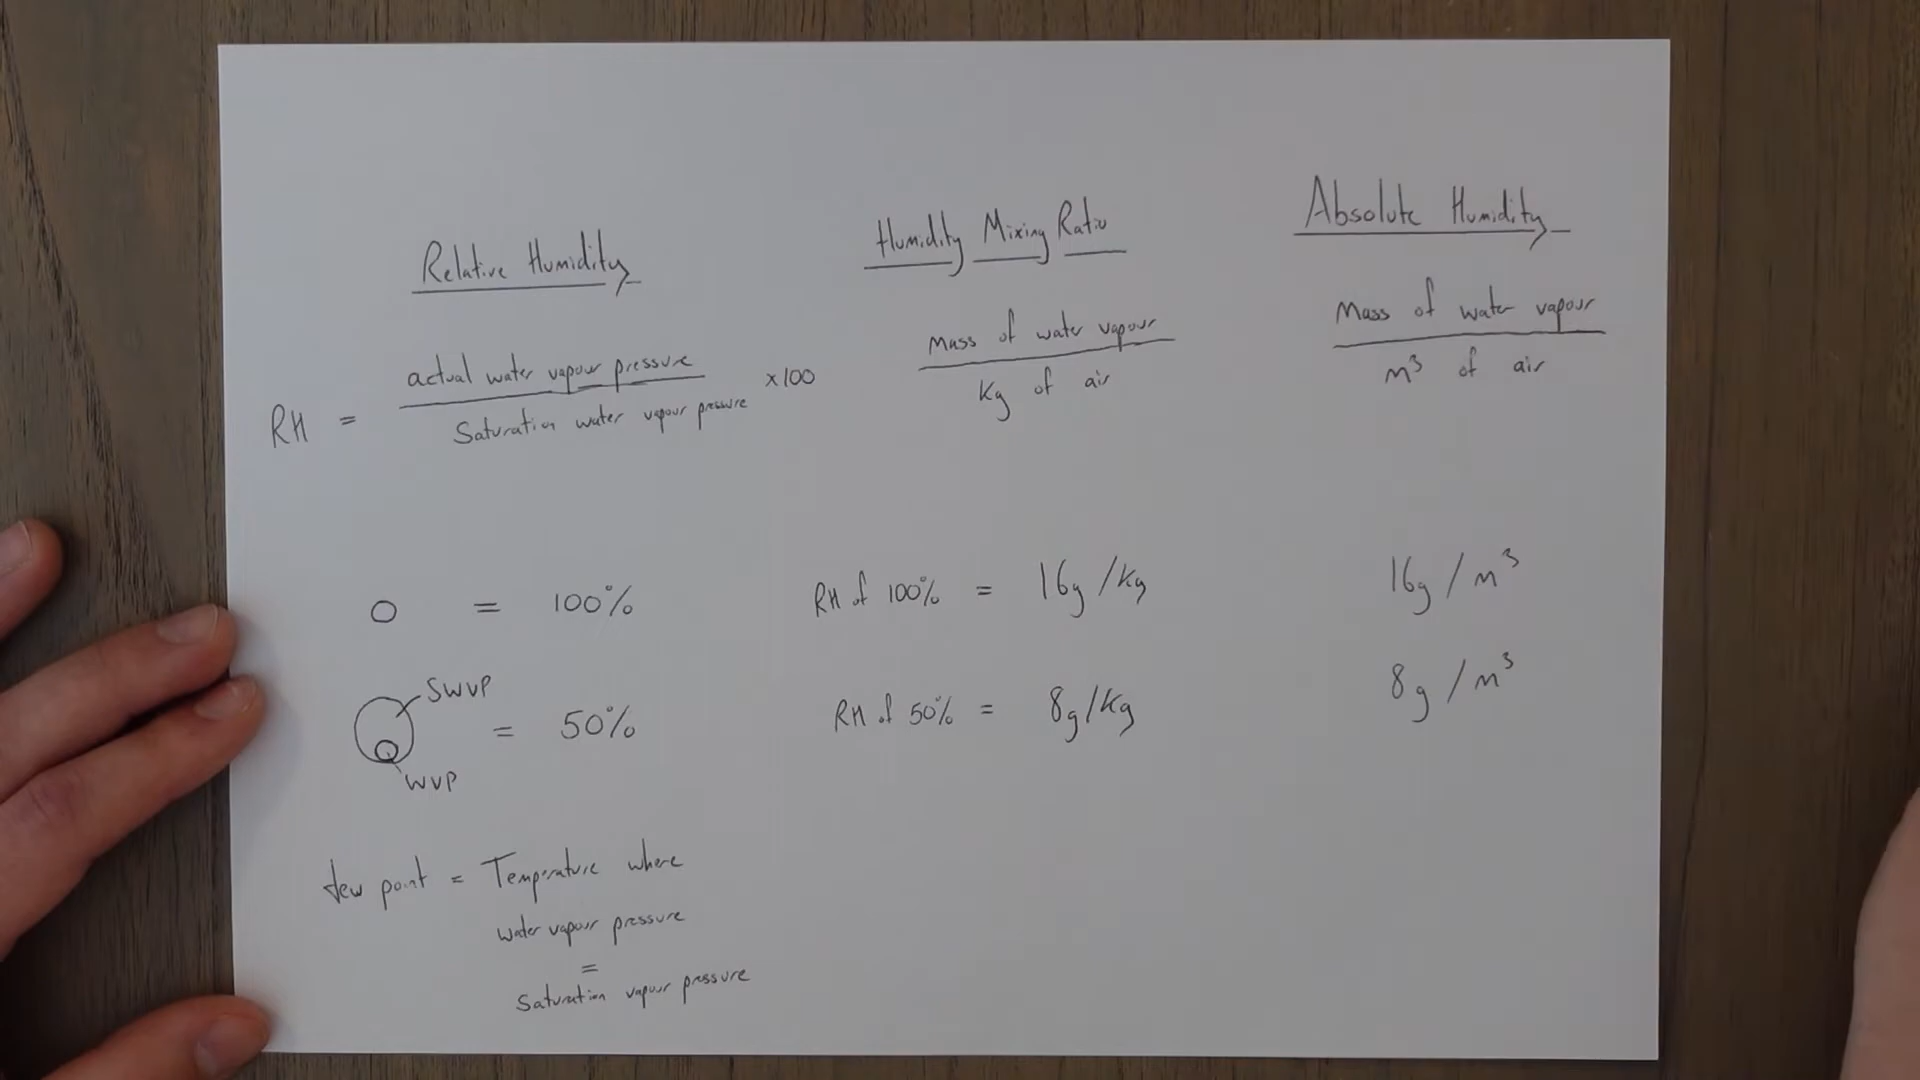 Relative Humidity
RH = actual water vapour pressure x100
Saturation water vapour pressure
O = 100%
SWVP
= 50%
WVP
dew point = Temperature where
water vapour pressure
=
Saturation vapour pressure
Humidity Mixing Ratio
Mass of water vapour
Kg of air
RH of 100% = 16g/kg
RH of 50% = 8g/kg
Absolute Humidity
Mass of water vapour
m³ of air
16g/m³
8g/m³